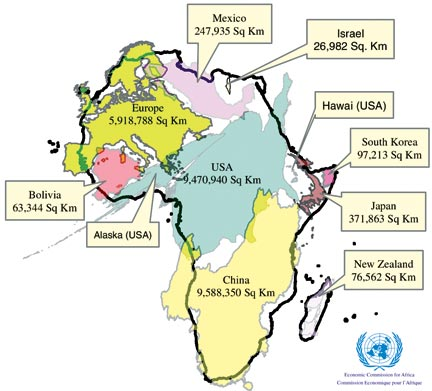 Mexico
247,935 Sq Km
Israel
26,982 Sq. Km
Europe
5,918,788 Sq Km
Hawai (USA)
South Korea
97,213 Sq Km
USA
9,470,940 Sq Km
Bolivia
63,344 Sq Km
Japan
371,863 Sq Km
Alaska (USA)
New Zealand
76,562 Sq Km
China
9,588,350 Sq Km
Economic Commission for Africa
Commission Economique pour l'Afrique